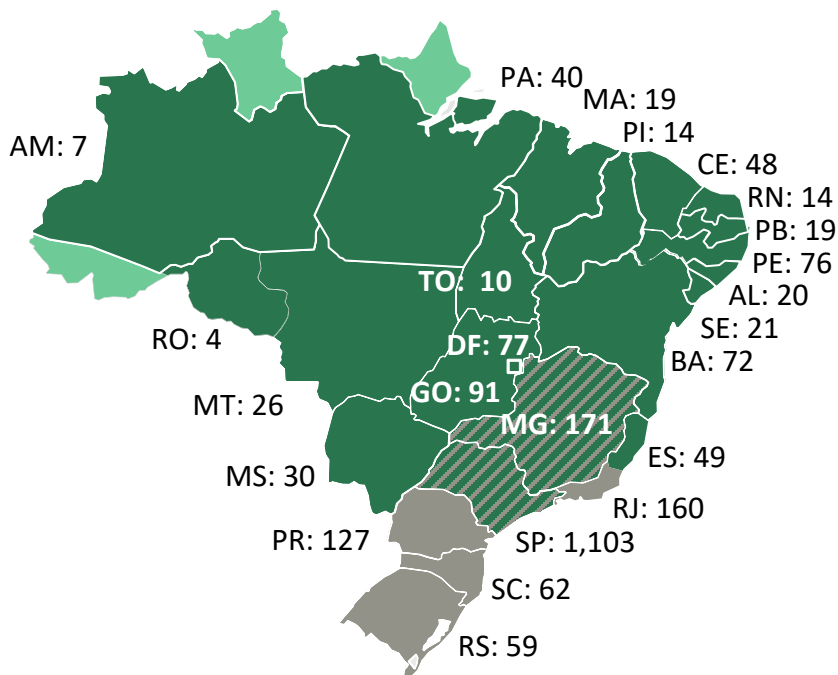 PA: 40
MA: 19
PI: 14
AM: 7
CE: 48
RN: 14
PB: 19
PE: 76
TO: 10
AL: 20
SE: 21
RO: 4
DF: 77
BA: 72
GO: 91
MT: 26
MG: 171
ES: 49
MS: 30
RJ: 160
PR: 127
SP: 1,103
SC: 62
RS: 59